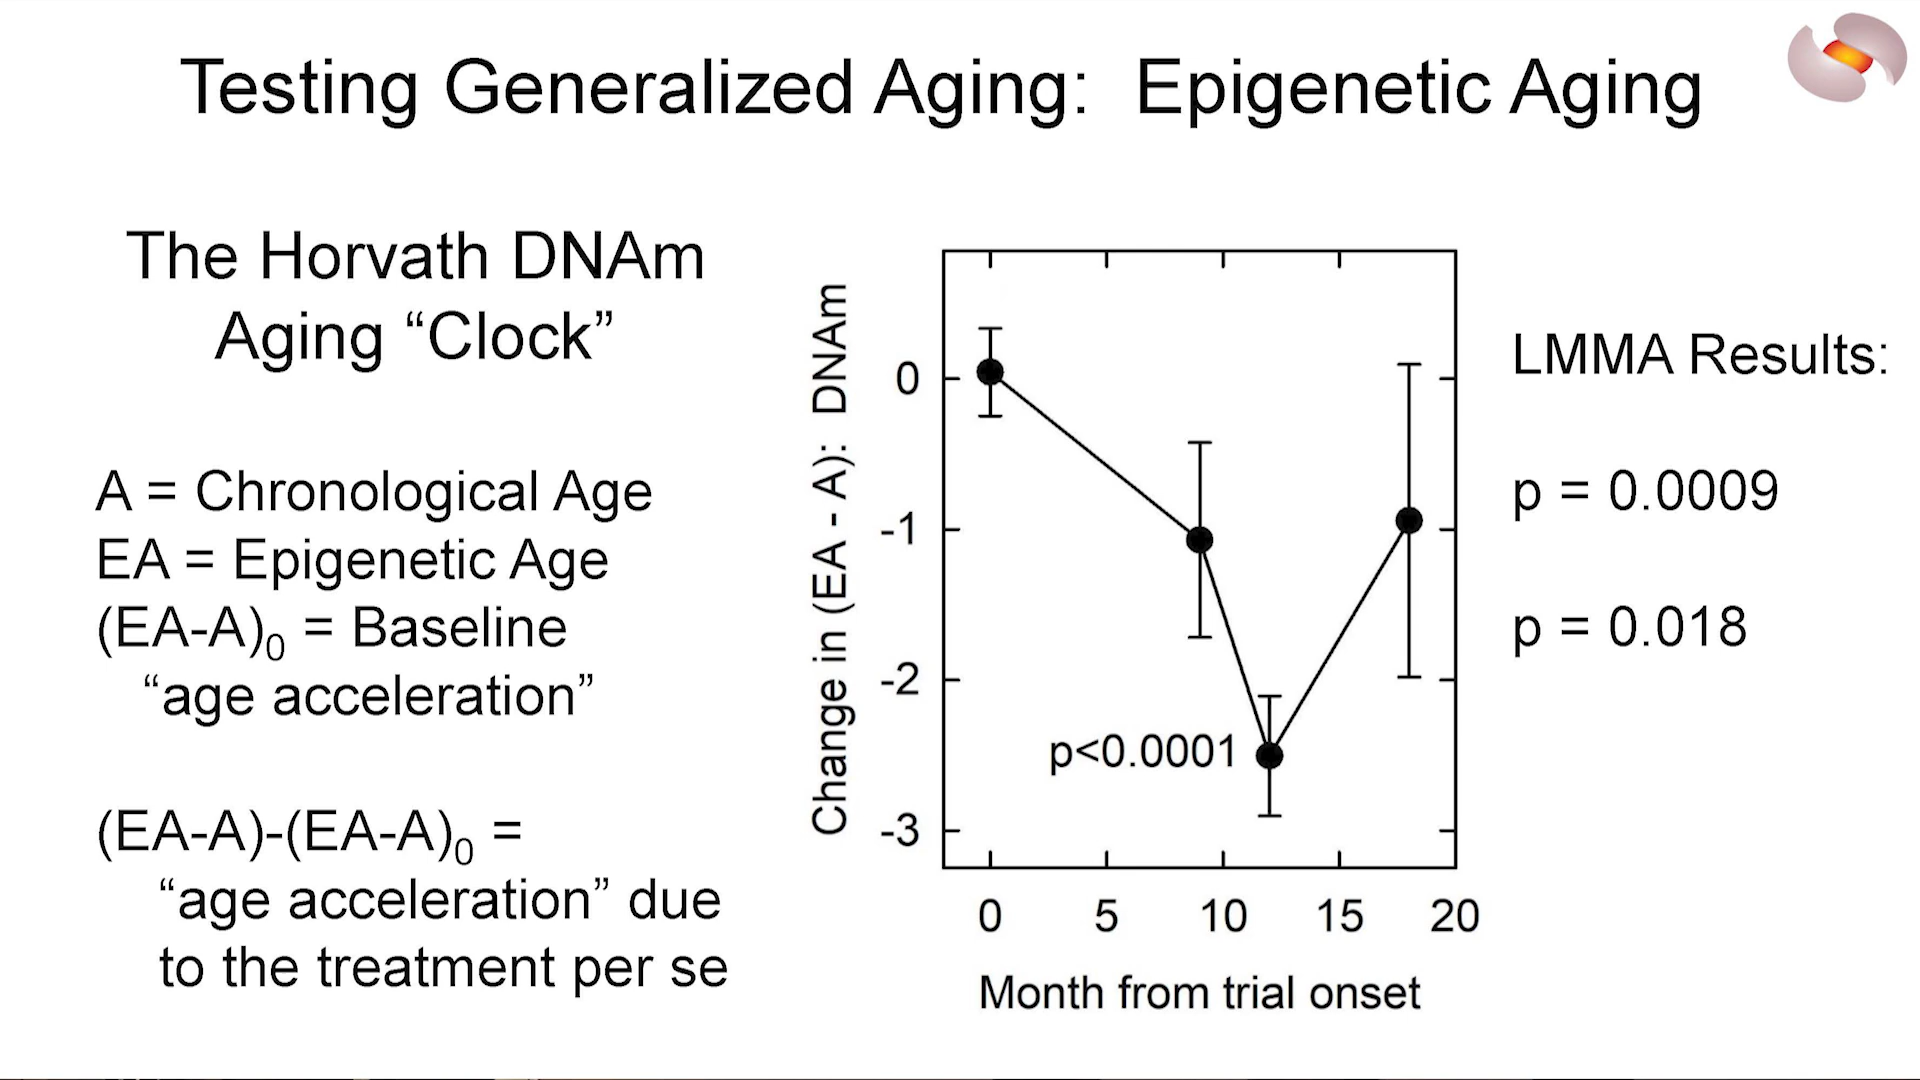 Testing Generalized Aging: Epigenetic Aging
The Horvath DNAm
Aging “Clock”
A = Chronological Age
EA = Epigenetic Age
(EA-A)₀ = Baseline
“age acceleration”
(EA-A)-(EA-A)₀ =
“age acceleration” due
to the treatment per se
Change in (EA - A): DNAm
0
-1
-2
-3
p<0.0001
0 5 10 15 20
Month from trial onset
LMMA Results:
p = 0.0009
p = 0.018